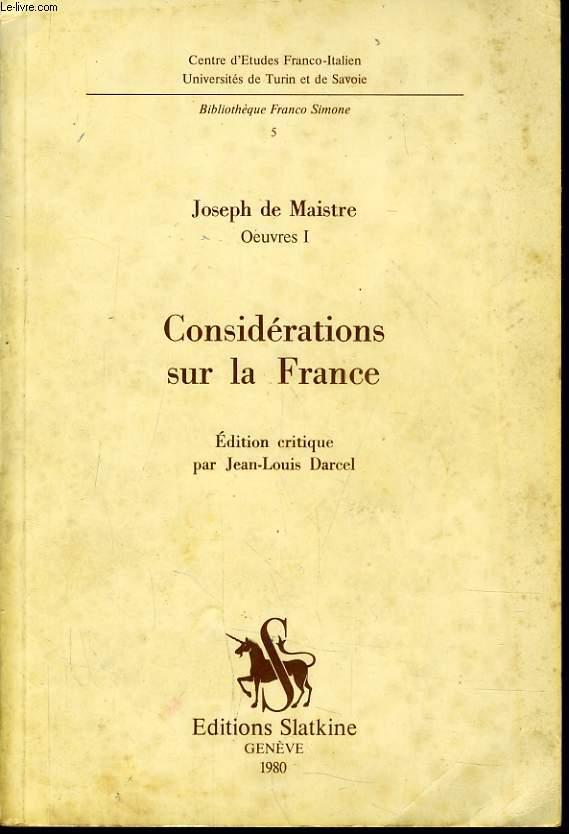 Le-livre.com
Centre d'Etudes Franco-Italien
Universités de Turin et de Savoie
Bibliothèque Franco Simone
5
Joseph de Maistre
Oeuvres I
Considérations
sur la France
Édition critique
par Jean-Louis Darcel
S
Editions Slatkine
GENÈVE
1980